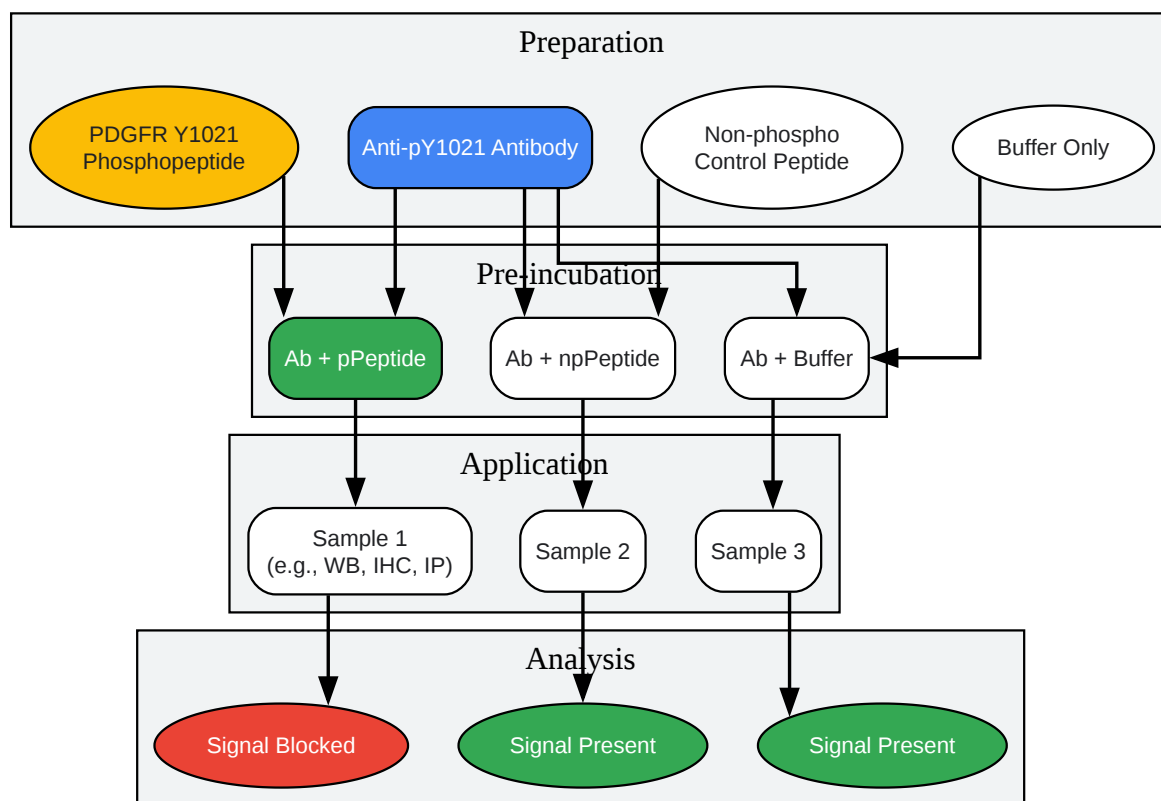 Preparation
PDGFR Y1021
Phosphopeptide
Anti-pY1021 Antibody
Non-phospho
Control Peptide
Buffer Only
Pre-incubation
Ab + pPeptide
Ab + npPeptide
Ab + Buffer
Application
Sample 1
(e.g., WB, IHC, IP)
Sample 2
Sample 3
Analysis
Signal Blocked
Signal Present
Signal Present